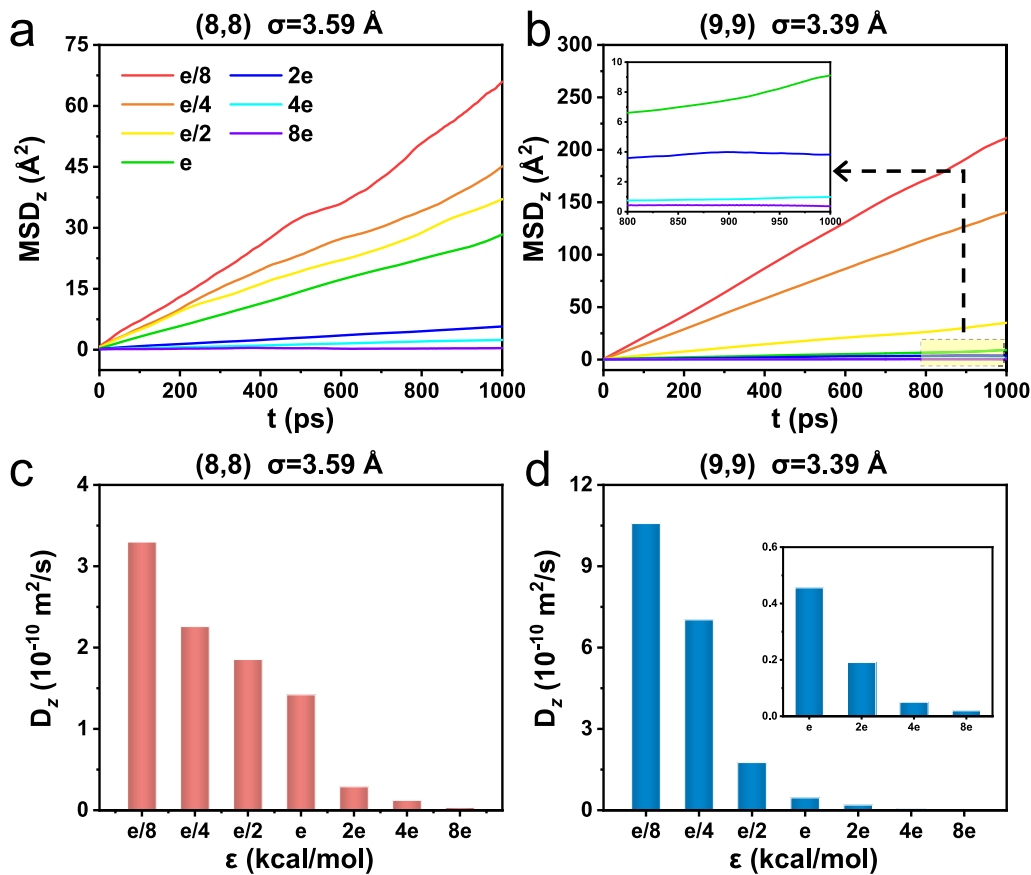 a
(8,8) σ=3.59 Å
MSD_z (Å²)
75
60
45
30
15
0
e/8
e/4
e/2
e
2e
4e
8e
0 200 400 600 800 1000
t (ps)
b
(9,9) σ=3.39 Å
MSD_z (Å²)
300
250
200
150
100
50
0
10
8
6
4
2
0
800 850 900 950 1000
0 200 400 600 800 1000
t (ps)
c
(8,8) σ=3.59 Å
D_z (10⁻¹⁰ m²/s)
4
3
2
1
0
e/8 e/4 e/2 e 2e 4e 8e
ε (kcal/mol)
d
(9,9) σ=3.39 Å
D_z (10⁻¹⁰ m²/s)
12
9
6
3
0
0.6
0.4
0.2
0.0
e 2e 4e 8e
e/8 e/4 e/2 e 2e 4e 8e
ε (kcal/mol)